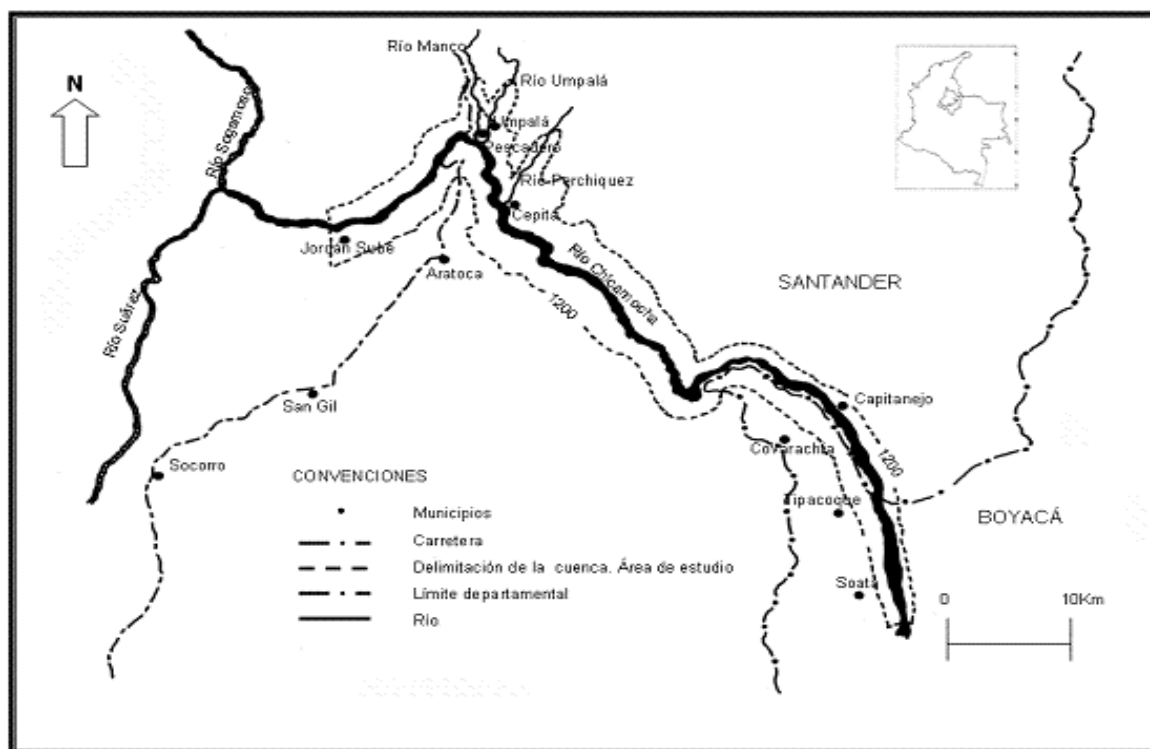 Río Manco
N
Río Umpalá
Umpalá
Pescadero
Río Sogamoso
Río Perchiquez
Cepitá
Jordán Subé
Aratoca
Río Chicamocha
SANTANDER
1200
Río Suárez
San Gil
Capitanejo
Covarachía
1200
Socorro
CONVENCIONES
Tipacoque
BOYACÁ
Municipios
Carretera
Delimitación de la cuenca. Área de estudio
Soatá
0 10Km
Límite departamental
Río